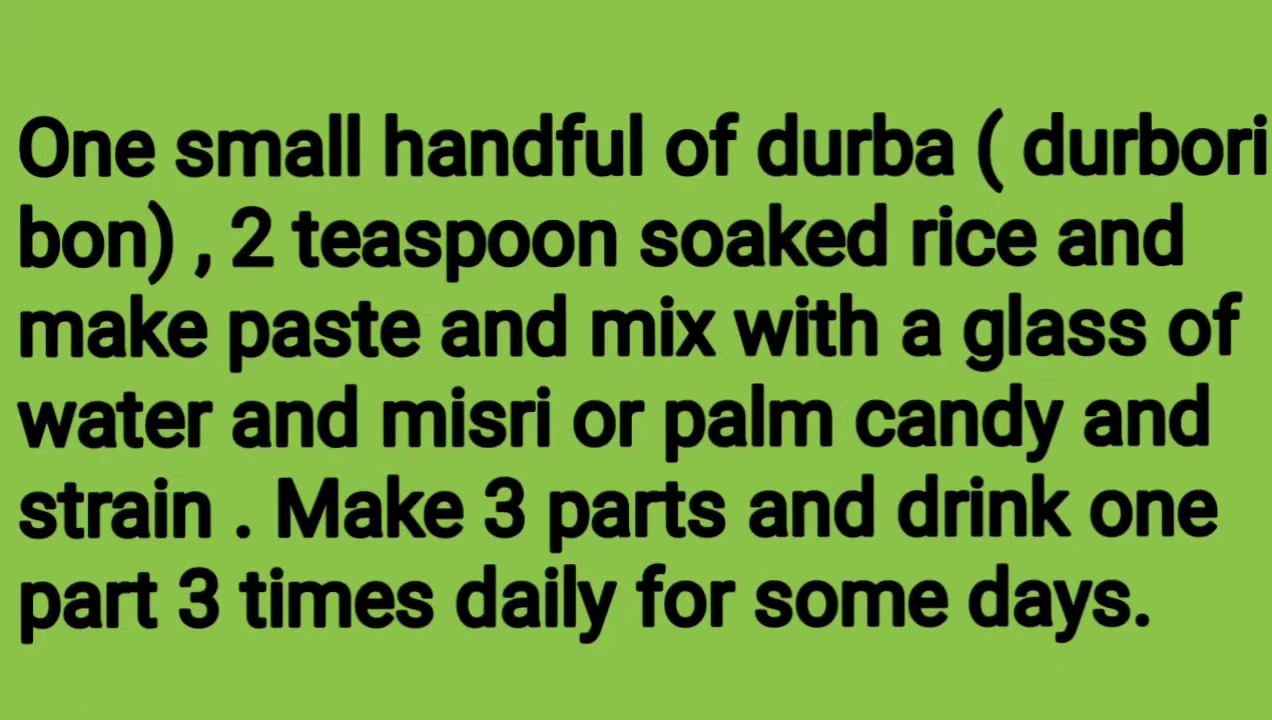 One small handful of durba ( durbori
bon) , 2 teaspoon soaked rice and
make paste and mix with a glass of
water and misri or palm candy and
strain . Make 3 parts and drink one
part 3 times daily for some days.